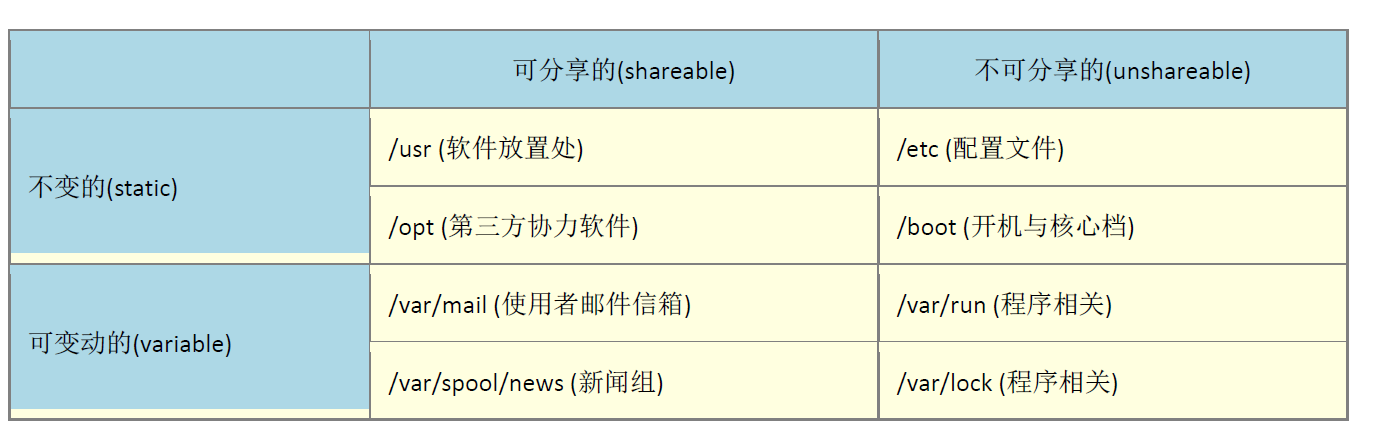 可分享的(shareable) 不可分享的(unshareable)
不变的(static) /usr (软件放置处) /etc (配置文件)
/opt (第三方协力软件) /boot (开机与核心档)
可变动的(variable) /var/mail (使用者邮件信箱) /var/run (程序相关)
/var/spool/news (新闻组) /var/lock (程序相关)